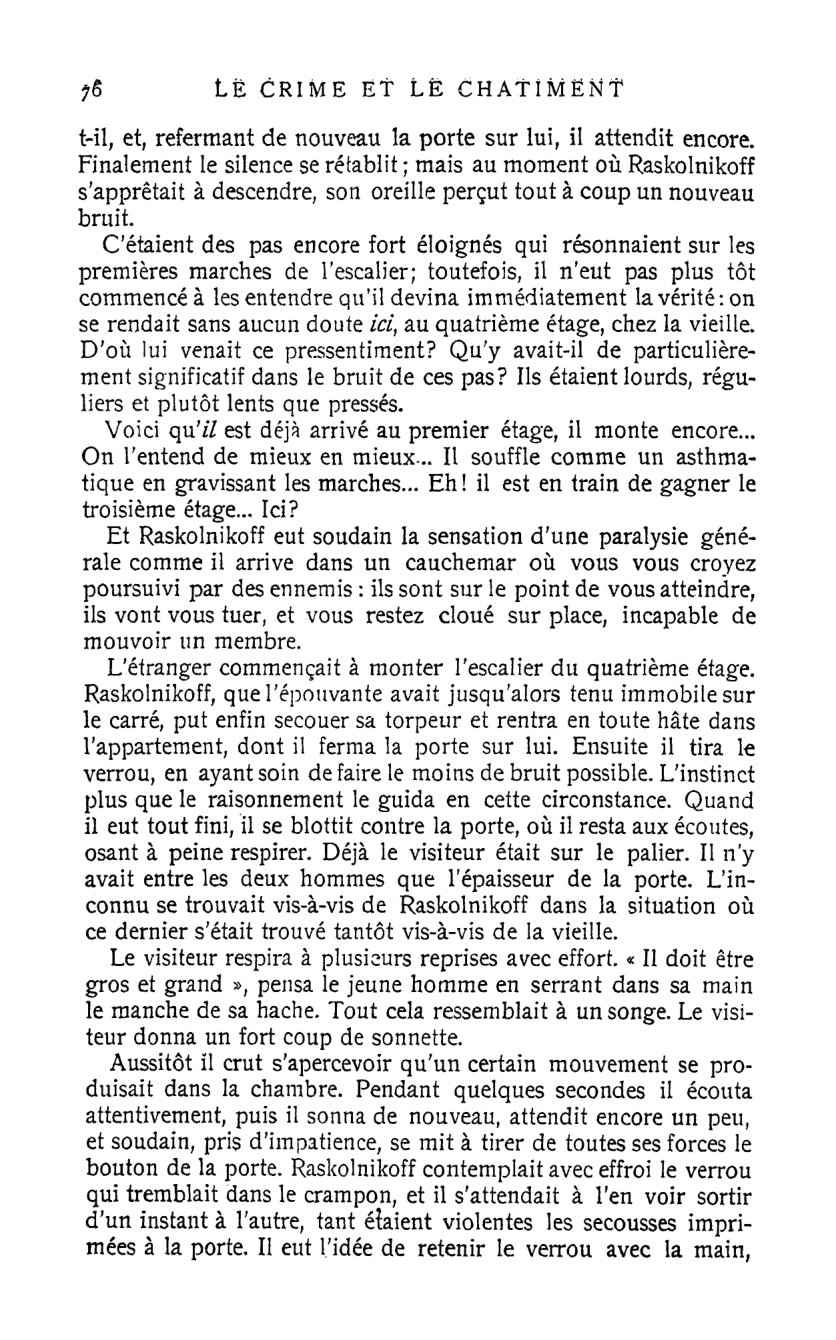 76 LE CRIME ET LE CHATIMENT
t-il, et, refermant de nouveau la porte sur lui, il attendit encore.
Finalement le silence se rétablit ; mais au moment où Raskolnikoff
s'apprêtait à descendre, son oreille perçut tout à coup un nouveau
bruit.
C'étaient des pas encore fort éloignés qui résonnaient sur les
premières marches de l'escalier; toutefois, il n'eut pas plus tôt
commencé à les entendre qu'il devina immédiatement la vérité : on
se rendait sans aucun doute ici, au quatrième étage, chez la vieille.
D'où lui venait ce pressentiment? Qu'y avait-il de particulière-
ment significatif dans le bruit de ces pas? Ils étaient lourds, régu-
liers et plutôt lents que pressés.
Voici qu'il est déjà arrivé au premier étage, il monte encore...
On l'entend de mieux en mieux... Il souffle comme un asthma-
tique en gravissant les marches... Eh! il est en train de gagner le
troisième étage... Ici?
Et Raskolnikoff eut soudain la sensation d'une paralysie géné-
rale comme il arrive dans un cauchemar où vous vous croyez
poursuivi par des ennemis : ils sont sur le point de vous atteindre,
ils vont vous tuer, et vous restez cloué sur place, incapable de
mouvoir un membre.
L'étranger commençait à monter l'escalier du quatrième étage.
Raskolnikoff, que l'épouvante avait jusqu'alors tenu immobile sur
le carré, put enfin secouer sa torpeur et rentra en toute hâte dans
l'appartement, dont il ferma la porte sur lui. Ensuite il tira le
verrou, en ayant soin de faire le moins de bruit possible. L'instinct
plus que le raisonnement le guida en cette circonstance. Quand
il eut tout fini, il se blottit contre la porte, où il resta aux écoutes,
osant à peine respirer. Déjà le visiteur était sur le palier. Il n'y
avait entre les deux hommes que l'épaisseur de la porte. L'in-
connu se trouvait vis-à-vis de Raskolnikoff dans la situation où
ce dernier s'était trouvé tantôt vis-à-vis de la vieille.
Le visiteur respira à plusieurs reprises avec effort. « Il doit être
gros et grand », pensa le jeune homme en serrant dans sa main
le manche de sa hache. Tout cela ressemblait à un songe. Le visi-
teur donna un fort coup de sonnette.
Aussitôt il crut s'apercevoir qu'un certain mouvement se pro-
duisait dans la chambre. Pendant quelques secondes il écouta
attentivement, puis il sonna de nouveau, attendit encore un peu,
et soudain, pris d'impatience, se mit à tirer de toutes ses forces le
bouton de la porte. Raskolnikoff contemplait avec effroi le verrou
qui tremblait dans le crampon, et il s'attendait à l'en voir sortir
d'un instant à l'autre, tant étaient violentes les secousses impri-
mées à la porte. Il eut l'idée de retenir le verrou avec la main,